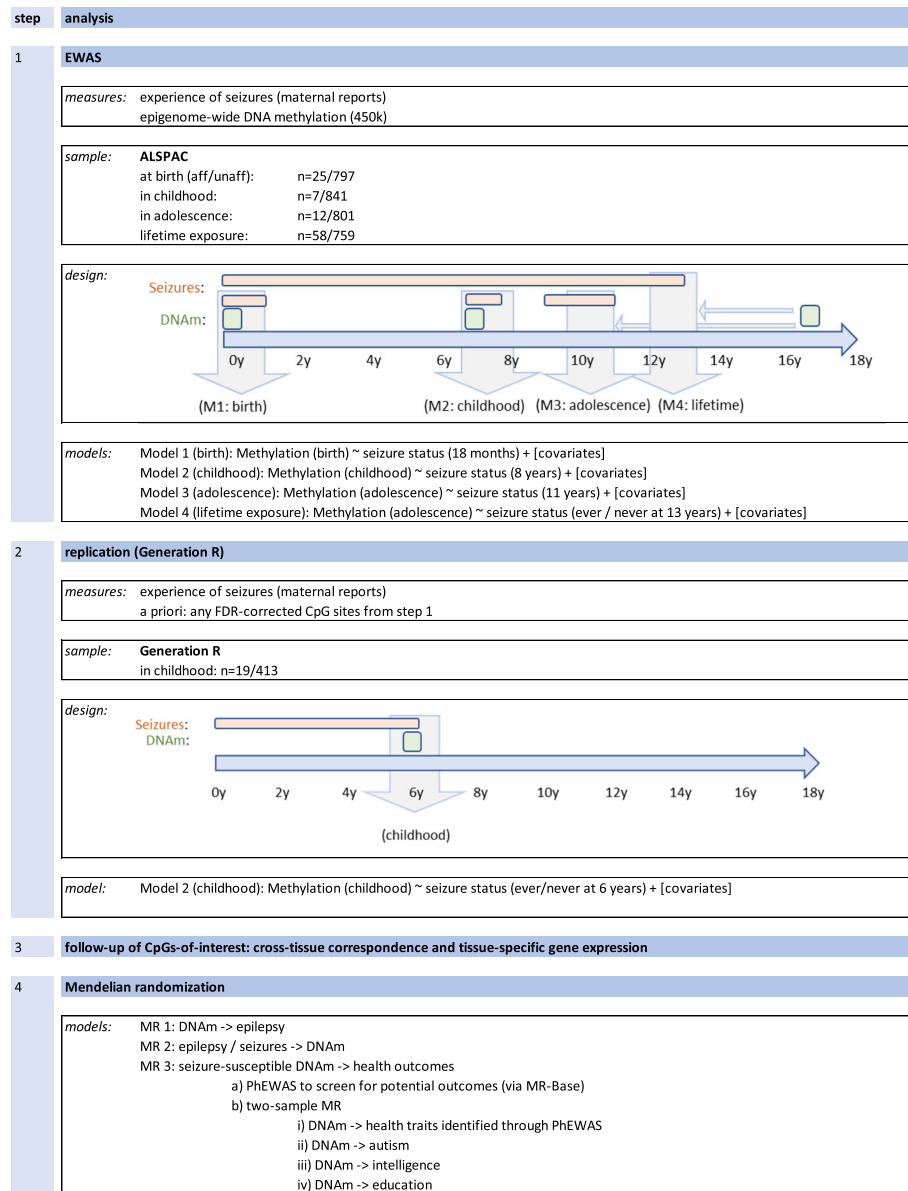 step analysis
1 EWAS
measures: experience of seizures (maternal reports)
epigenome-wide DNA methylation (450k)
sample: ALSPAC
at birth (aff/unaff): n=25/797
in childhood: n=7/841
in adolescence: n=12/801
lifetime exposure: n=58/759
design:
Seizures:
DNAm:
0y 2y 4y 6y 8y 10y 12y 14y 16y 18y
(M1: birth) (M2: childhood) (M3: adolescence) (M4: lifetime)
models: Model 1 (birth): Methylation (birth) ~ seizure status (18 months) + [covariates]
Model 2 (childhood): Methylation (childhood) ~ seizure status (8 years) + [covariates]
Model 3 (adolescence): Methylation (adolescence) ~ seizure status (11 years) + [covariates]
Model 4 (lifetime exposure): Methylation (adolescence) ~ seizure status (ever / never at 13 years) + [covariates]
2 replication (Generation R)
measures: experience of seizures (maternal reports)
a priori: any FDR-corrected CpG sites from step 1
sample: Generation R
in childhood: n=19/413
design:
Seizures:
DNAm:
0y 2y 4y 6y 8y 10y 12y 14y 16y 18y
(childhood)
model: Model 2 (childhood): Methylation (childhood) ~ seizure status (ever/never at 6 years) + [covariates]
3 follow-up of CpGs-of-interest: cross-tissue correspondence and tissue-specific gene expression
4 Mendelian randomization
models: MR 1: DNAm -> epilepsy
MR 2: epilepsy / seizures -> DNAm
MR 3: seizure-susceptible DNAm -> health outcomes
a) PhEWAS to screen for potential outcomes (via MR-Base)
b) two-sample MR
i) DNAm -> health traits identified through PhEWAS
ii) DNAm -> autism
iii) DNAm -> intelligence
iv) DNAm -> education